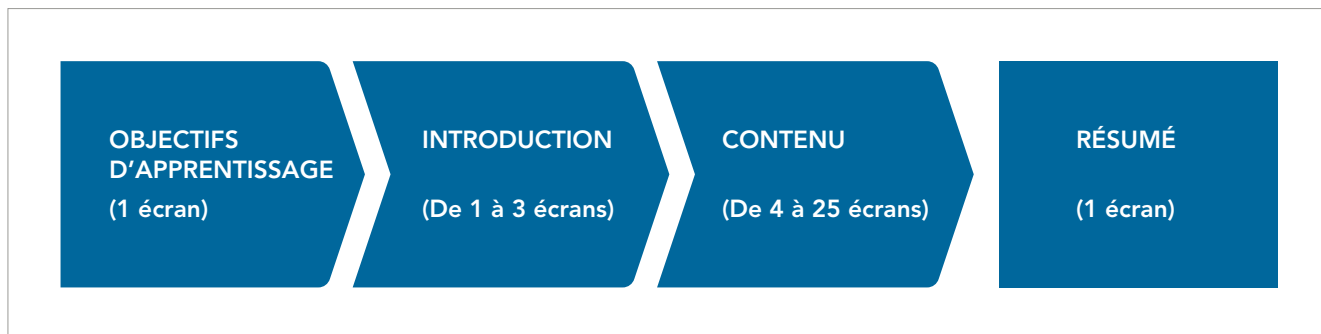 OBJECTIFS
D’APPRENTISSAGE
(1 écran)
INTRODUCTION
(De 1 à 3 écrans)
CONTENU
(De 4 à 25 écrans)
RÉSUMÉ
(1 écran)